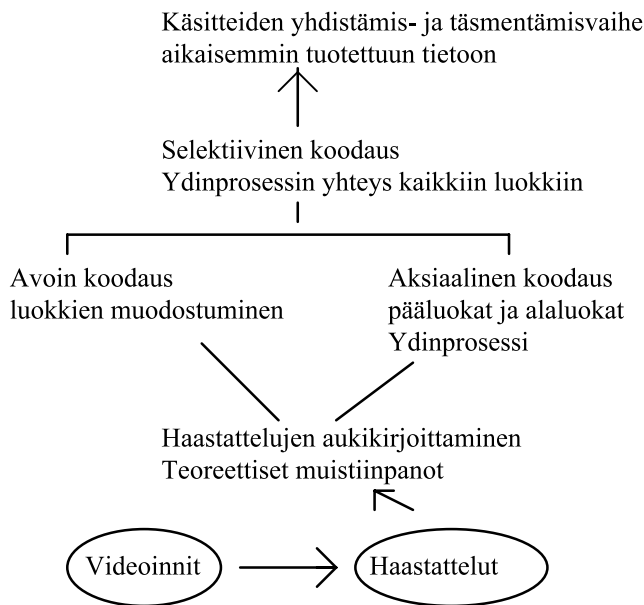 Käsitteiden yhdistämis- ja täsmentämisvaihe
aikaisemmin tuotettuun tietoon
Selektiivinen koodaus
Ydinprosessin yhteys kaikkiin luokkiin
Avoin koodaus
luokkien muodostuminen
Aksiaalinen koodaus
pääluokat ja alaluokat
Ydinprosessi
Haastattelujen aukikirjoittaminen
Teoreettiset muistiinpanot
Videoinnit
Haastattelut